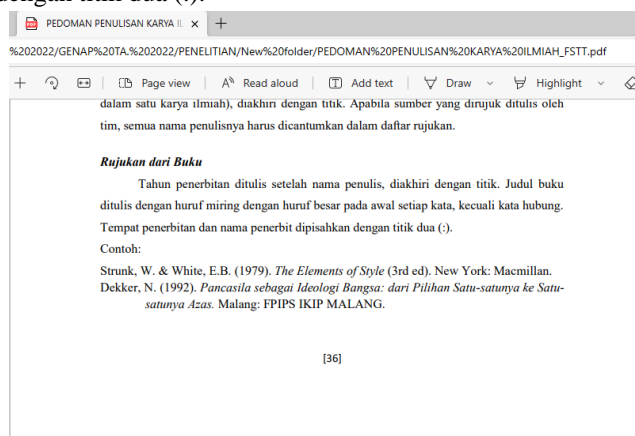 dengan titik dua (:).
PEDOMAN PENULISAN KARYA IL
%202022/GENAP%20TA.%202022/PENELITIAN/New%20folder/PEDOMAN%20PENULISAN%20KARYA%20ILMIAH_FSTT.pdf
Page view Read aloud Add text Draw Highlight
dalam satu karya ilmiah), diakhiri dengan titik. Apabila sumber yang dirujuk ditulis oleh
tim, semua nama penulisnya harus dicantumkan dalam daftar rujukan.
Rujukan dari Buku
Tahun penerbitan ditulis setelah nama penulis, diakhiri dengan titik. Judul buku
ditulis dengan huruf miring dengan huruf besar pada awal setiap kata, kecuali kata hubung.
Tempat penerbitan dan nama penerbit dipisahkan dengan titik dua (:).
Contoh:
Strunk, W. & White, E.B. (1979). The Elements of Style (3rd ed). New York: Macmillan.
Dekker, N. (1992). Pancasila sebagai Ideologi Bangsa: dari Pilihan Satu-satunya ke Satu-
satunya Azas. Malang: FPIPS IKIP MALANG.
[36]